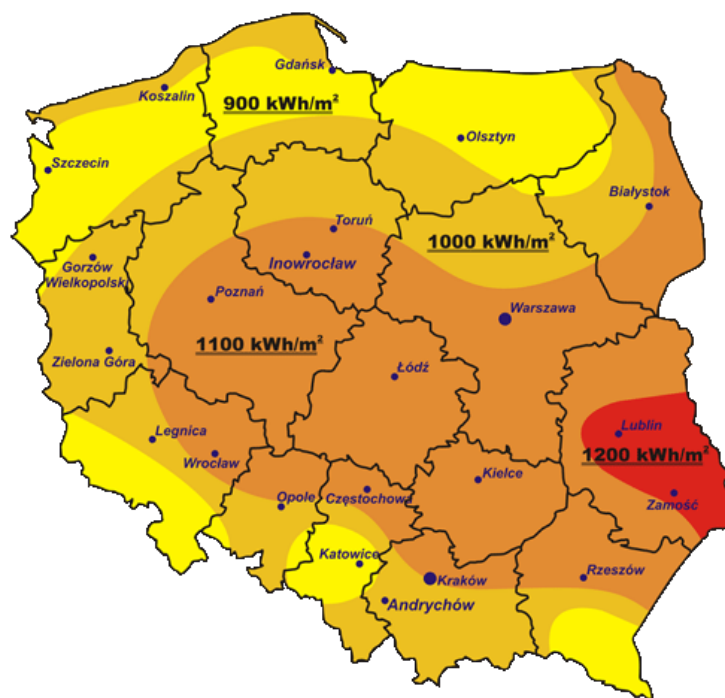 Gdańsk
Koszalin
900 kWh/m²
Olsztyn
Szczecin
Białystok
Toruń
1000 kWh/m²
Gorzów
Wielkopolski
Inowrocław
Poznań
Warszawa
1100 kWh/m²
Zielona Góra
Łódź
Lublin
Legnica
1200 kWh/m²
Wrocław
Kielce
Opole
Częstochowa
Zamość
Katowice
Kraków
Rzeszów
Andrychów